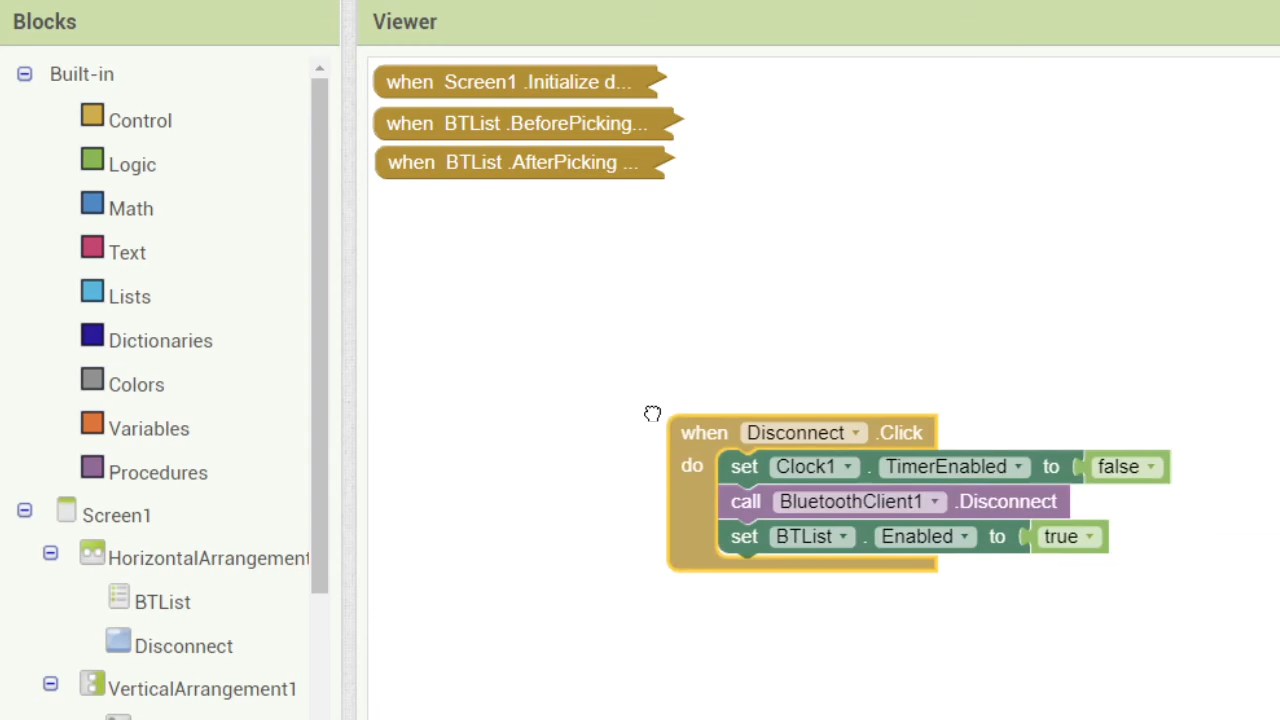 Blocks
Built-in
Control
Logic
Math
Text
Lists
Dictionaries
Colors
Variables
Procedures
Screen1
HorizontalArrangement
BTList
Disconnect
VerticalArrangement1
Viewer
when Screen1 .Initialize d...
when BTList .BeforePicking...
when BTList .AfterPicking ...
when Disconnect .Click
do set Clock1 . TimerEnabled to false
call BluetoothClient1 .Disconnect
set BTList . Enabled to true